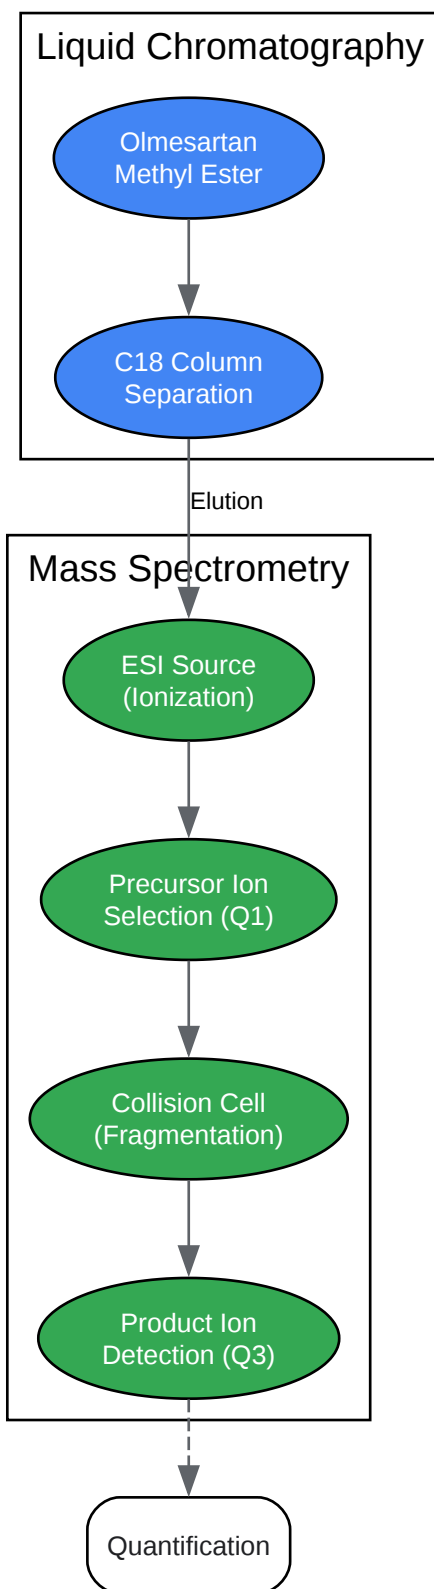 Liquid Chromatography
Olmesartan
Methyl Ester
C18 Column
Separation
Elution
Mass Spectrometry
ESI Source
(Ionization)
Precursor Ion
Selection (Q1)
Collision Cell
(Fragmentation)
Product Ion
Detection (Q3)
Quantification